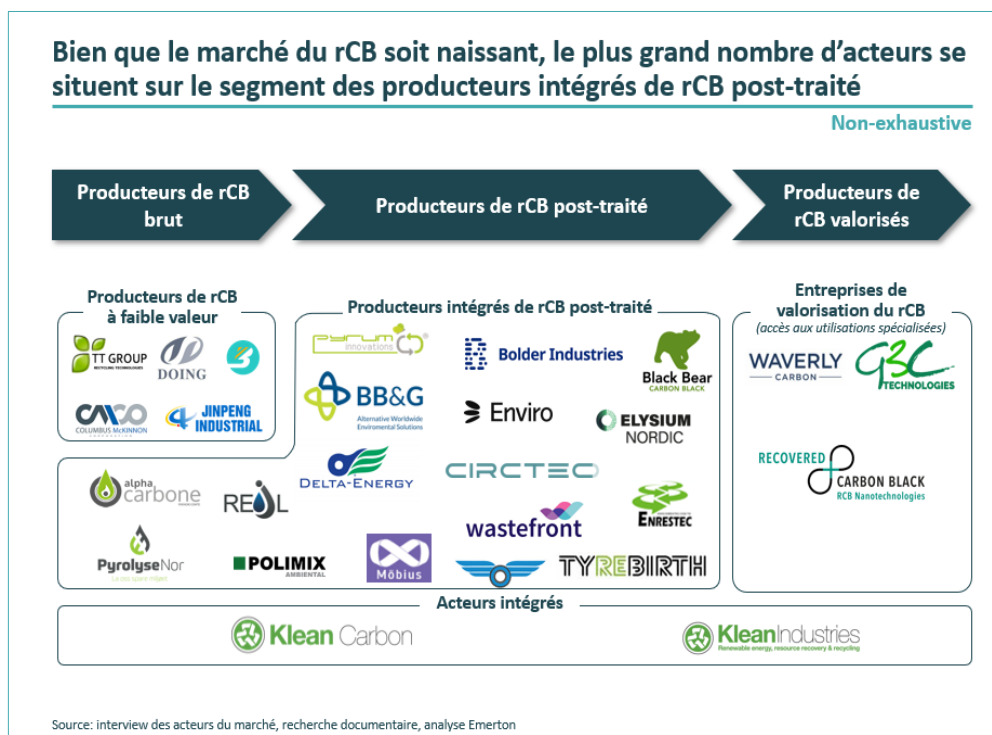 Bien que le marché du rCB soit naissant, le plus grand nombre d'acteurs se
situent sur le segment des producteurs intégrés de rCB post-traité
Non-exhaustive
Producteurs de rCB
brut
Producteurs de rCB post-traité
Producteurs de
rCB valorisés
Producteurs de rCB
à faible valeur
TT GROUP
RECYCLING TECHNOLOGIES
DOING
COLUMBUS McKINNON
CORPORATION
JINPENG
INDUSTRIAL
Producteurs intégrés de rCB post-traité
pyrum
innovations
®
Bolder Industries
Black Bear
CARBON BLACK
BB&G
Alternative Worldwide
Enviromental Solutions
Enviro
ELYSIUM
NORDIC
DELTA-ENERGY
CIRCTEC
alpha
carbone
REOIL
wastefront
ENRESTEC
PyrolyseNor
POLIMIX
AMBIENTAL
Möbius
TYREBIRTH
Entreprises de
valorisation du rCB
(accès aux utilisations spécialisées)
WAVERLY
CARBON
G3C
TECHNOLOGIES
RECOVERED
CARBON BLACK
RCB Nanotechnologies
Acteurs intégrés
Klean Carbon
KleanIndustries
Renewable energy, resource recovery & recycling
Source: interview des acteurs du marché, recherche documentaire, analyse Emerton